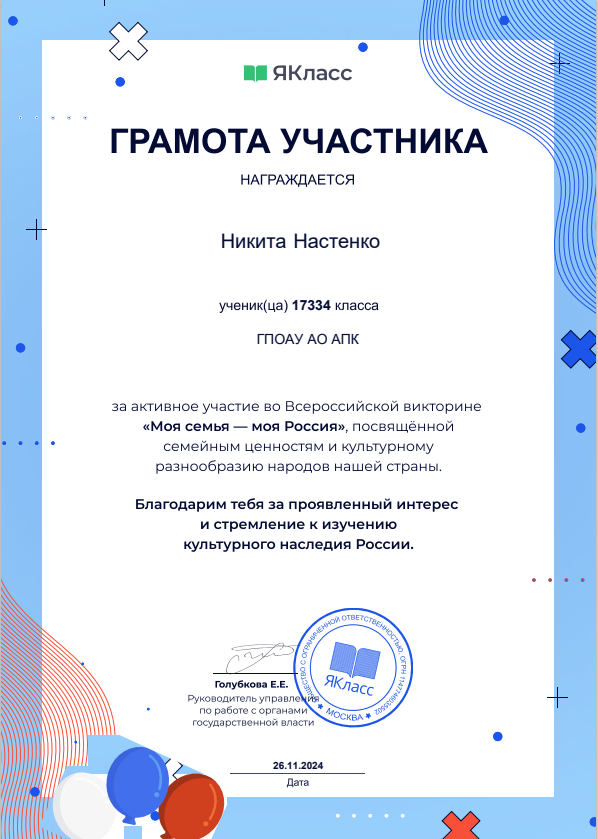 ЯКласс
ГРАМОТА УЧАСТНИКА
НАГРАЖДАЕТСЯ
Никита Настенко
ученик(ца) 17334 класса
ГПОАУ АО АПК
за активное участие во Всероссийской викторине
«Моя семья — моя Россия», посвящённой
семейным ценностям и культурному
разнообразию народов нашей страны.
Благодарим тебя за проявленный интерес
и стремление к изучению
культурного наследия России.
ОБЩЕСТВО С ОГРАНИЧЕННОЙ ОТВЕТСТВЕННОСТЬЮ, ОГРН
ЯКласс
★ МОСКВА ★
Голубкова Е.Е.
Руководитель управления
по работе с органами
государственной власти
26.11.2024
Дата